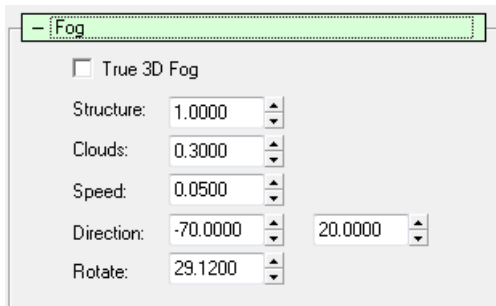 − Fog
True 3D Fog
Structure: 1.0000
Clouds: 0.3000
Speed: 0.0500
Direction: -70.0000 20.0000
Rotate: 29.1200